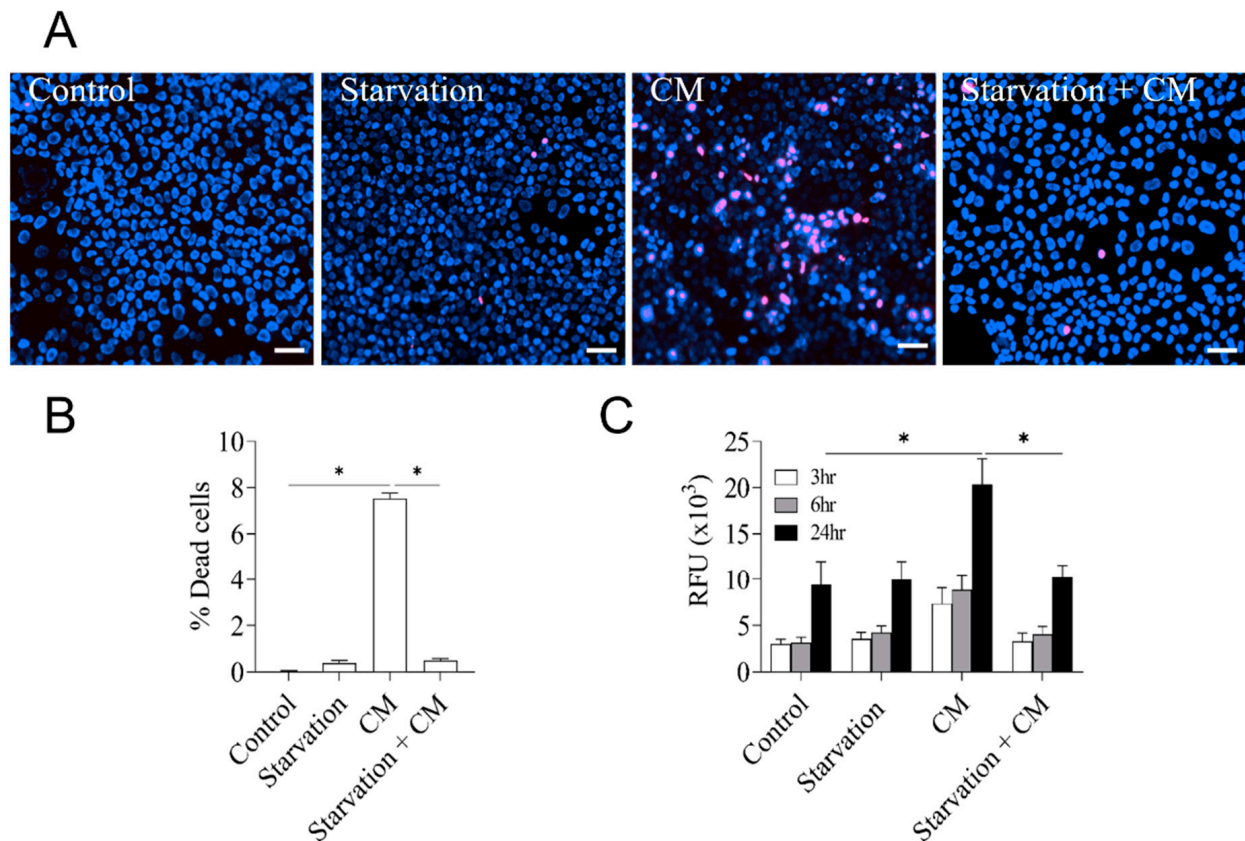 A
Control
Starvation
CM
Starvation + CM
B
% Dead cells
10
8
6
4
2
0
*
*
Control
Starvation
CM
Starvation + CM
C
RFU (x10³)
25
20
15
10
5
0
*
*
3hr
6hr
24hr
Control
Starvation
CM
Starvation + CM